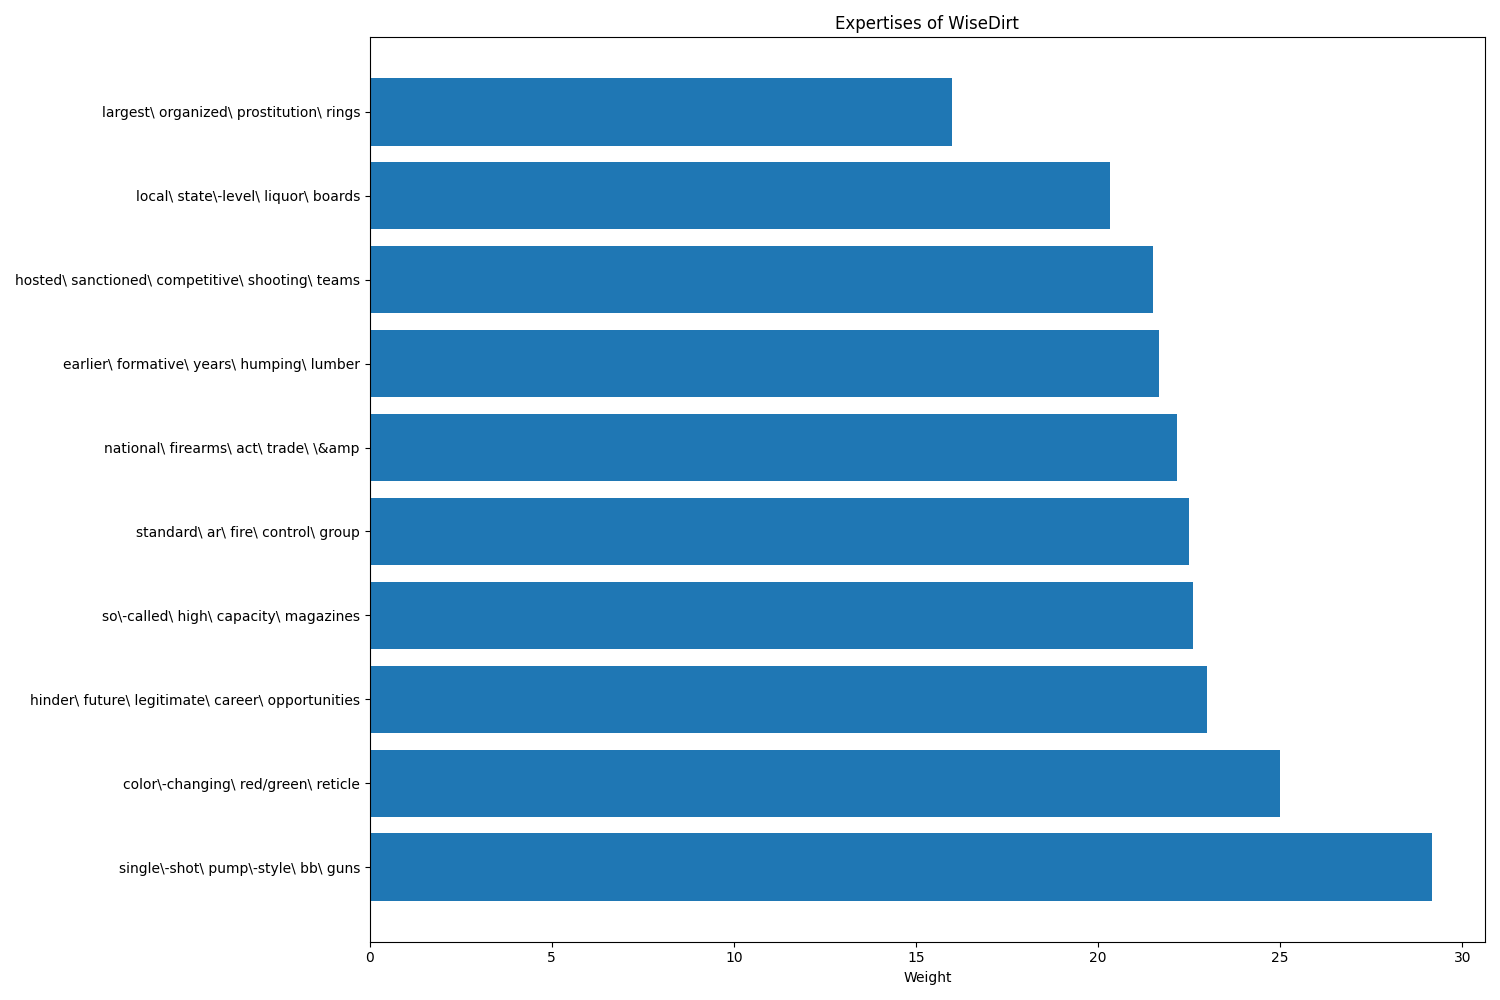 Expertises of WiseDirt
largest\ organized\ prostitution\ rings
local\ state\-level\ liquor\ boards
hosted\ sanctioned\ competitive\ shooting\ teams
earlier\ formative\ years\ humping\ lumber
national\ firearms\ act\ trade\ \&amp
standard\ ar\ fire\ control\ group
so\-called\ high\ capacity\ magazines
hinder\ future\ legitimate\ career\ opportunities
color\-changing\ red/green\ reticle
single\-shot\ pump\-style\ bb\ guns
0 5 10 15 20 25 30
Weight